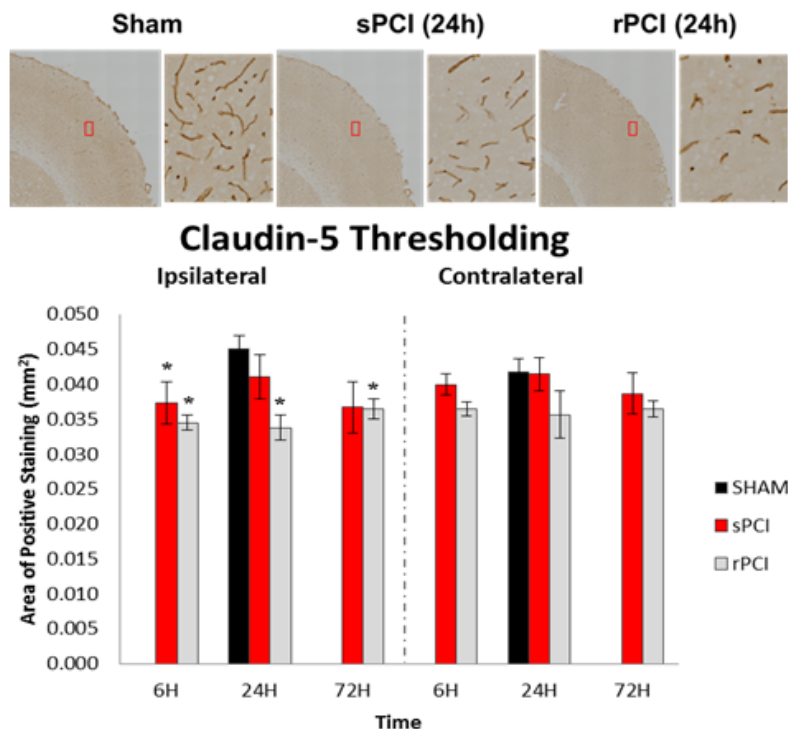 Sham sPCI (24h) rPCI (24h)
Claudin-5 Thresholding
Ipsilateral Contralateral
Area of Positive Staining (mm²)
0.050
0.045
0.040
0.035
0.030
0.025
0.020
0.015
0.010
0.005
0.000
* * * *
6H 24H 72H 6H 24H 72H
Time
SHAM
sPCI
rPCI